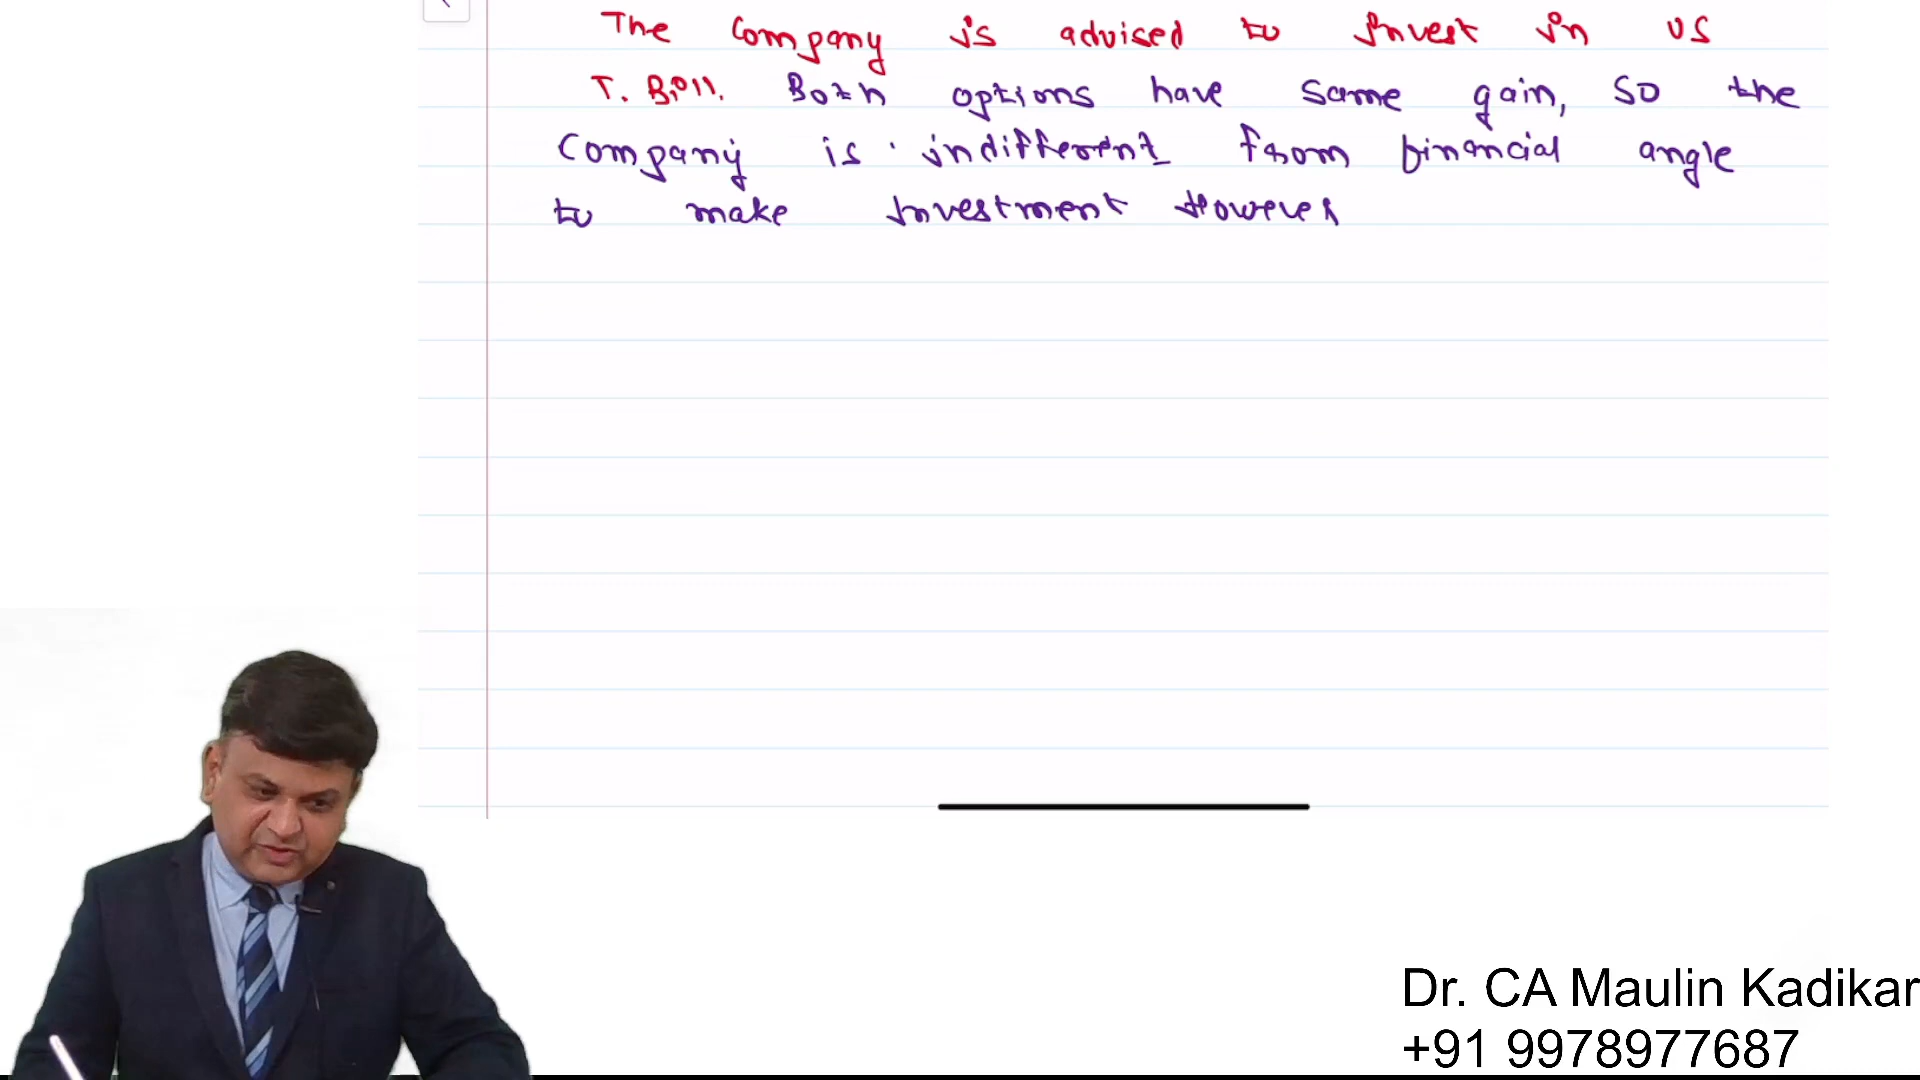 The Company is advised to invest in US
T. Bill. Both options have same gain, so the
Company is indifferent from financial angle
to make investment However
Dr. CA Maulin Kadikar
+91 9978977687